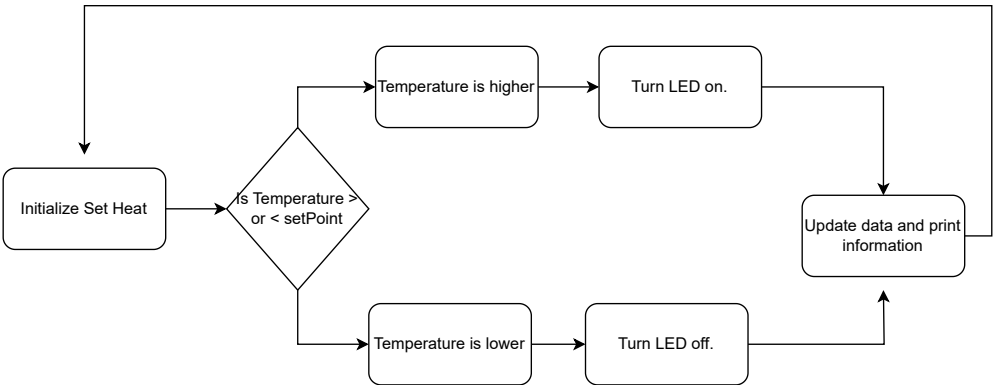 Temperature is higher
Turn LED on.
Initialize Set Heat
Is Temperature >
or < setPoint
Update data and print
information
Temperature is lower
Turn LED off.